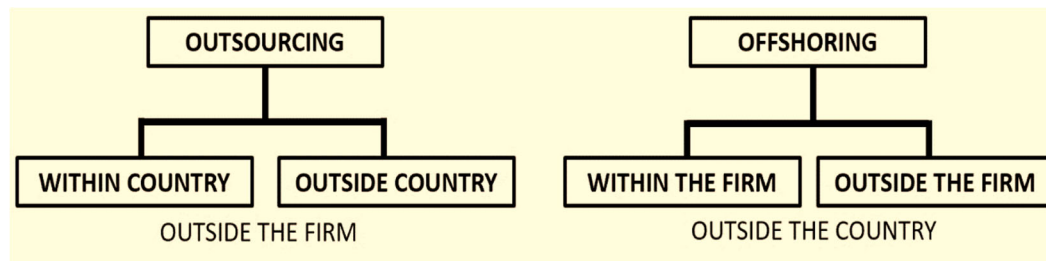 OUTSOURCING
WITHIN COUNTRY
OUTSIDE COUNTRY
OUTSIDE THE FIRM
OFFSHORING
WITHIN THE FIRM
OUTSIDE THE FIRM
OUTSIDE THE COUNTRY